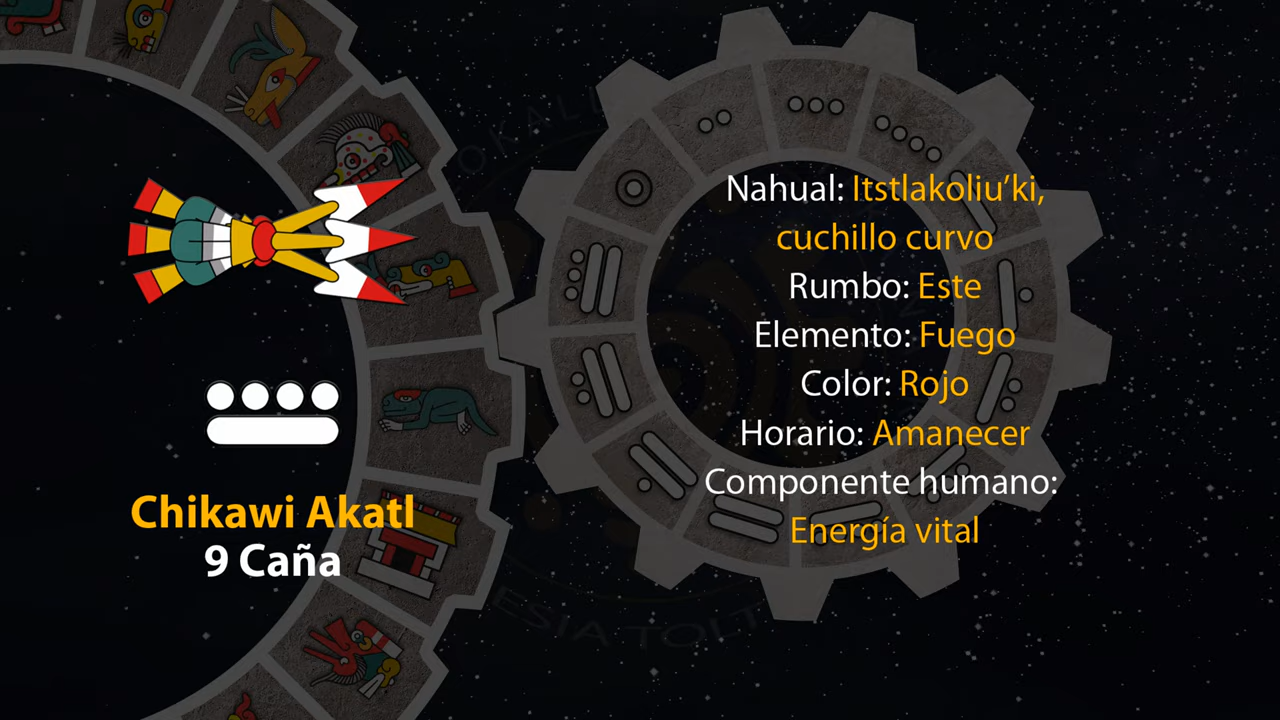 Nahual: Itstlakoliu’ki,
cuchillo curvo
Rumbo: Este
Elemento: Fuego
Color: Rojo
Horario: Amanecer
Componente humano:
Energía vital
Chikawi Akatl
9 Caña